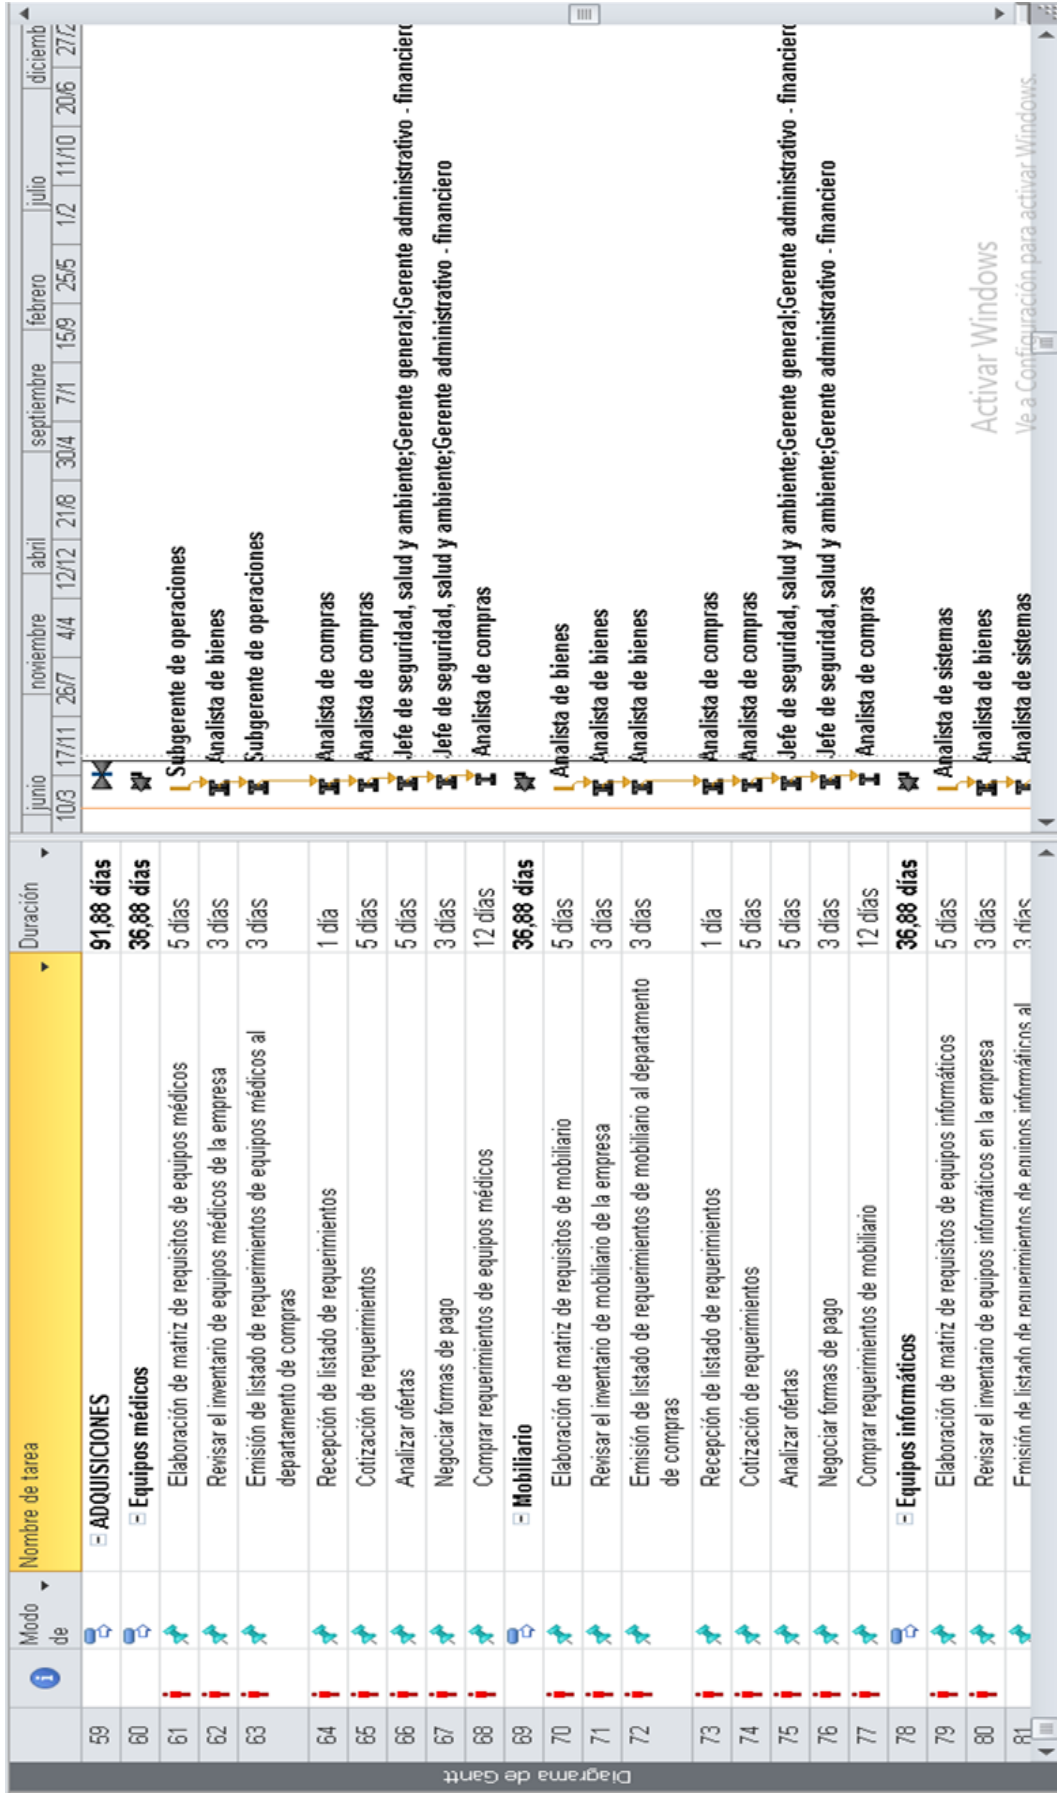 Diagrama de Gantt
Modo de Nombre de tarea Duración
junio noviembre abril septiembre febrero julio diciemb
10/3 17/11 26/7 4/4 12/12 21/8 30/4 7/1 15/9 25/5 1/2 11/10 20/6 27/2
59 ADQUISICIONES 91,88 días
60 Equipos médicos 36,88 días
61 Elaboración de matriz de requisitos de equipos médicos 5 días Subgerente de operaciones
62 Revisar el inventario de equipos médicos de la empresa 3 días Analista de bienes
63 Emisión de listado de requerimientos de equipos médicos al 3 días Subgerente de operaciones
departamento de compras
64 Recepción de listado de requerimientos 1 día Analista de compras
65 Cotización de requerimientos 5 días Analista de compras
66 Analizar ofertas 5 días Jefe de seguridad, salud y ambiente;Gerente general;Gerente administrativo - financiero
67 Negociar formas de pago 3 días Jefe de seguridad, salud y ambiente;Gerente administrativo - financiero
68 Comprar requerimientos de equipos médicos 12 días Analista de compras
69 Mobiliario 36,88 días
70 Elaboración de matriz de requisitos de mobiliario 5 días Analista de bienes
71 Revisar el inventario de mobiliario de la empresa 3 días Analista de bienes
72 Emisión de listado de requerimientos de mobiliario al departamento 3 días Analista de bienes
de compras
73 Recepción de listado de requerimientos 1 día Analista de compras
74 Cotización de requerimientos 5 días Analista de compras
75 Analizar ofertas 5 días Jefe de seguridad, salud y ambiente;Gerente general;Gerente administrativo - financiero
76 Negociar formas de pago 3 días Jefe de seguridad, salud y ambiente;Gerente administrativo - financiero
77 Comprar requerimientos de mobiliario 12 días Analista de compras
78 Equipos informáticos 36,88 días
79 Elaboración de matriz de requisitos de equipos informáticos 5 días Analista de sistemas
80 Revisar el inventario de equipos informáticos en la empresa 3 días Analista de bienes
81 Emisión de listado de requerimientos de equipos informáticos al 3 días Analista de sistemas
Activar Windows
Ve a Configuración para activar Windows.